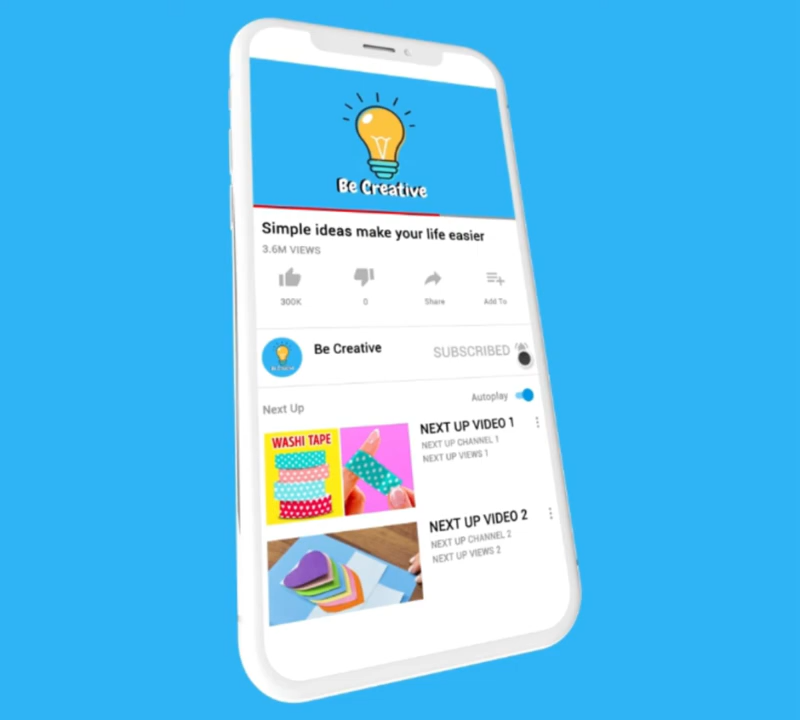 Be Creative
Simple ideas make your life easier
3.6M VIEWS
300K
0
Share
Add To
Be Creative
SUBSCRIBED
Next Up
Autoplay
WASHI TAPE
NEXT UP VIDEO 1
NEXT UP CHANNEL 1
NEXT UP VIEWS 1
NEXT UP VIDEO 2
NEXT UP CHANNEL 2
NEXT UP VIEWS 2